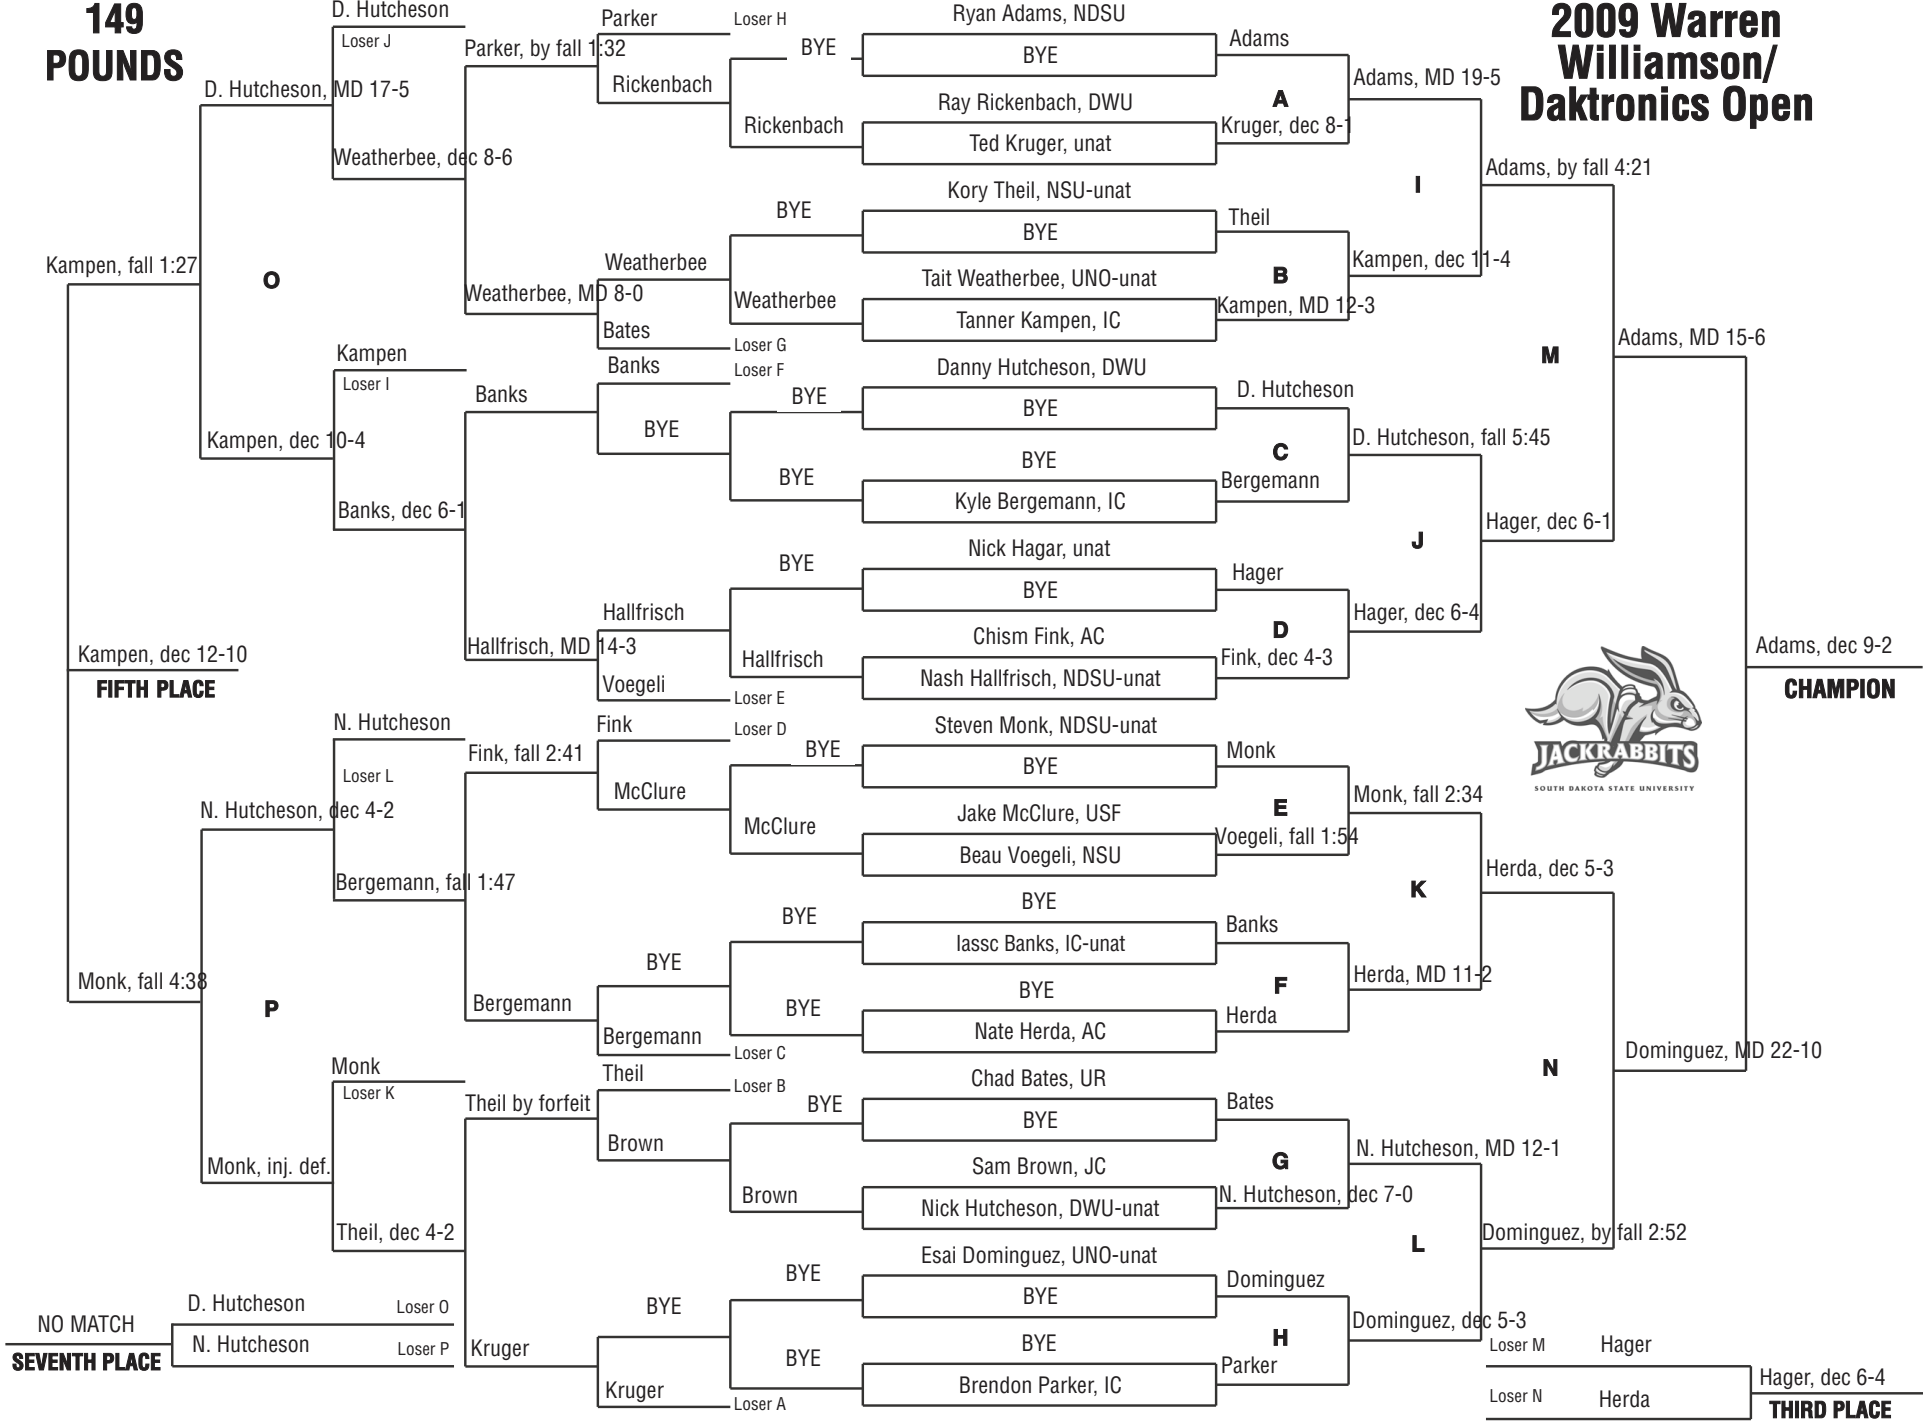 149
POUNDS
2009 Warren
Williamson/
Daktronics Open
D. Hutcheson
Loser J
D. Hutcheson, MD 17-5
Weatherbee, dec 8-6
Kampen, fall 1:27
O
Kampen
Loser I
Kampen, dec 10-4
Banks, dec 6-1
Kampen, dec 12-10
FIFTH PLACE
N. Hutcheson
Loser L
N. Hutcheson, dec 4-2
Bergemann, fall 1:47
Monk, fall 4:38
P
Monk
Loser K
Monk, inj. def.
Theil, dec 4-2
D. Hutcheson
Loser O
NO MATCH
N. Hutcheson
Loser P
SEVENTH PLACE
Parker, by fall 1:32
Weatherbee, MD 8-0
Banks
Hallfrisch, MD 14-3
Fink, fall 2:41
Bergemann
Theil by forfeit
Kruger
Parker
Loser H
Rickenbach
Weatherbee
Bates
Loser G
Banks
Loser F
BYE
Hallfrisch
Voegeli
Loser E
Fink
Loser D
McClure
BYE
Bergemann
Loser C
Theil
Loser B
Brown
BYE
Kruger
Loser A
BYE
Rickenbach
BYE
Weatherbee
BYE
BYE
BYE
Hallfrisch
BYE
McClure
BYE
BYE
BYE
Brown
BYE
BYE
Ryan Adams, NDSU
BYE
Ray Rickenbach, DWU
Ted Kruger, unat
Kory Theil, NSU-unat
BYE
Tait Weatherbee, UNO-unat
Tanner Kampen, IC
Danny Hutcheson, DWU
BYE
BYE
Kyle Bergemann, IC
Nick Hagar, unat
BYE
Chism Fink, AC
Nash Hallfrisch, NDSU-unat
Steven Monk, NDSU-unat
BYE
Jake McClure, USF
Beau Voegeli, NSU
BYE
Iassc Banks, IC-unat
BYE
Nate Herda, AC
Chad Bates, UR
BYE
Sam Brown, JC
Nick Hutcheson, DWU-unat
Esai Dominguez, UNO-unat
BYE
BYE
Brendon Parker, IC
Adams
A
Kruger, dec 8-1
Theil
B
Kampen, MD 12-3
D. Hutcheson
C
Bergemann
Hager
D
Fink, dec 4-3
Monk
E
Voegeli, fall 1:54
Banks
F
Herda
Bates
G
N. Hutcheson, dec 7-0
Dominguez
H
Parker
Adams, MD 19-5
I
Kampen, dec 11-4
D. Hutcheson, fall 5:45
J
Hager, dec 6-4
Monk, fall 2:34
K
Herda, MD 11-2
N. Hutcheson, MD 12-1
L
Dominguez, dec 5-3
Adams, by fall 4:21
M
Hager, dec 6-1
Herda, dec 5-3
N
Dominguez, by fall 2:52
Adams, MD 15-6
Dominguez, MD 22-10
Adams, dec 9-2
CHAMPION
JACKRABBITS
SOUTH DAKOTA STATE UNIVERSITY
Loser M
Hager
Loser N
Herda
Hager, dec 6-4
THIRD PLACE